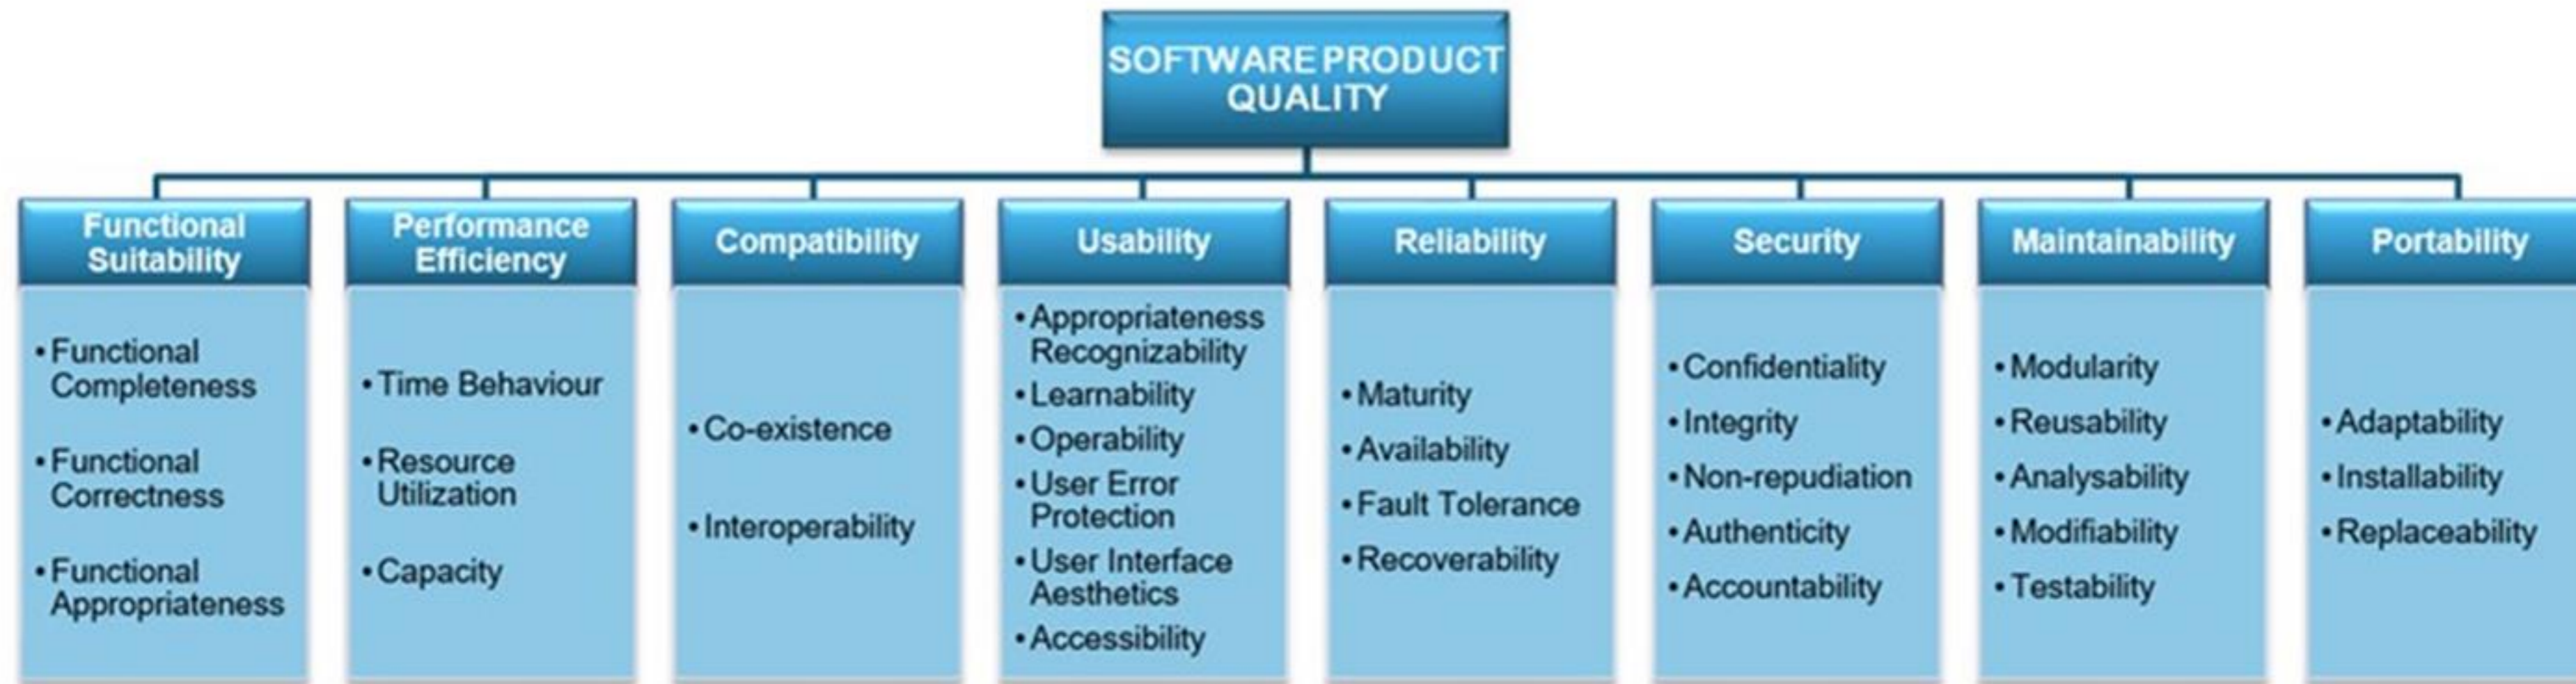 SOFTWARE PRODUCT
QUALITY
Functional
Suitability
• Functional
Completeness
• Functional
Correctness
• Functional
Appropriateness
Performance
Efficiency
• Time Behaviour
• Resource
Utilization
• Capacity
Compatibility
• Co-existence
• Interoperability
Usability
• Appropriateness
Recognizability
• Learnability
• Operability
• User Error
Protection
• User Interface
Aesthetics
• Accessibility
Reliability
• Maturity
• Availability
• Fault Tolerance
• Recoverability
Security
• Confidentiality
• Integrity
• Non-repudiation
• Authenticity
• Accountability
Maintainability
• Modularity
• Reusability
• Analysability
• Modifiability
• Testability
Portability
• Adaptability
• Installability
• Replaceability